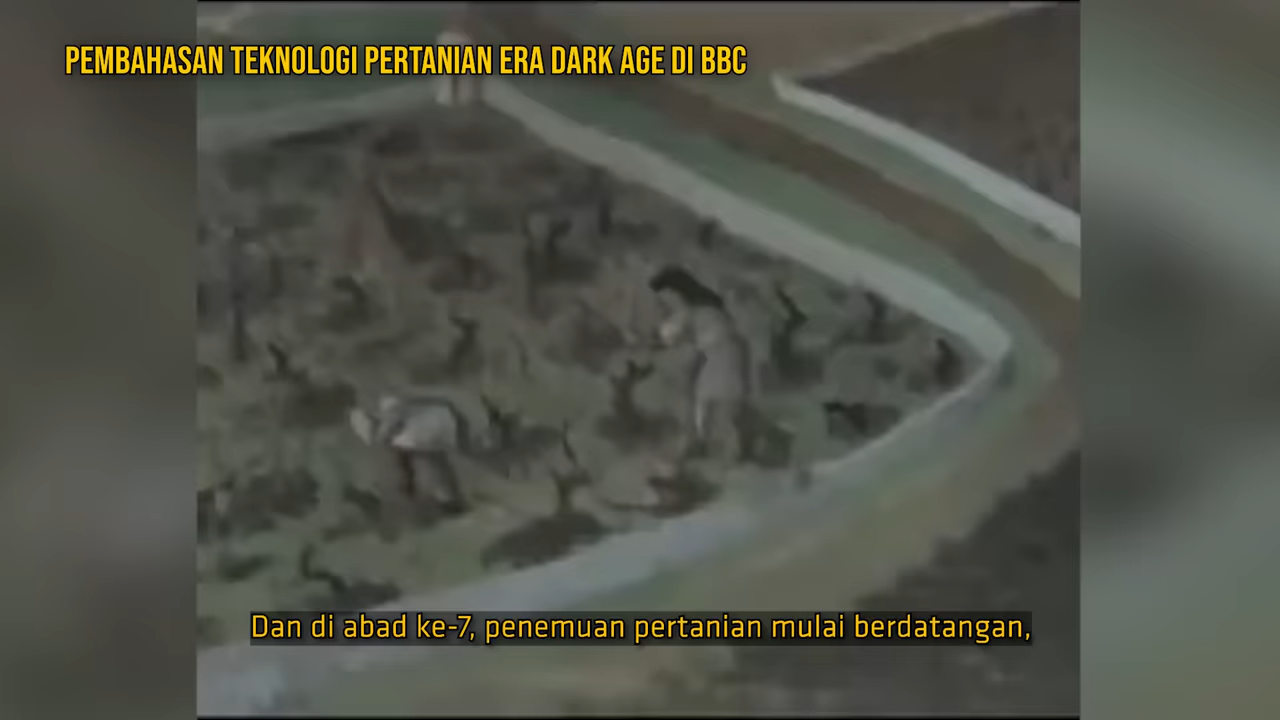 PEMBAHASAN TEKNOLOGI PERTANIAN ERA DARK AGE DI BBC
Dan di abad ke-7, penemuan pertanian mulai berdatangan,